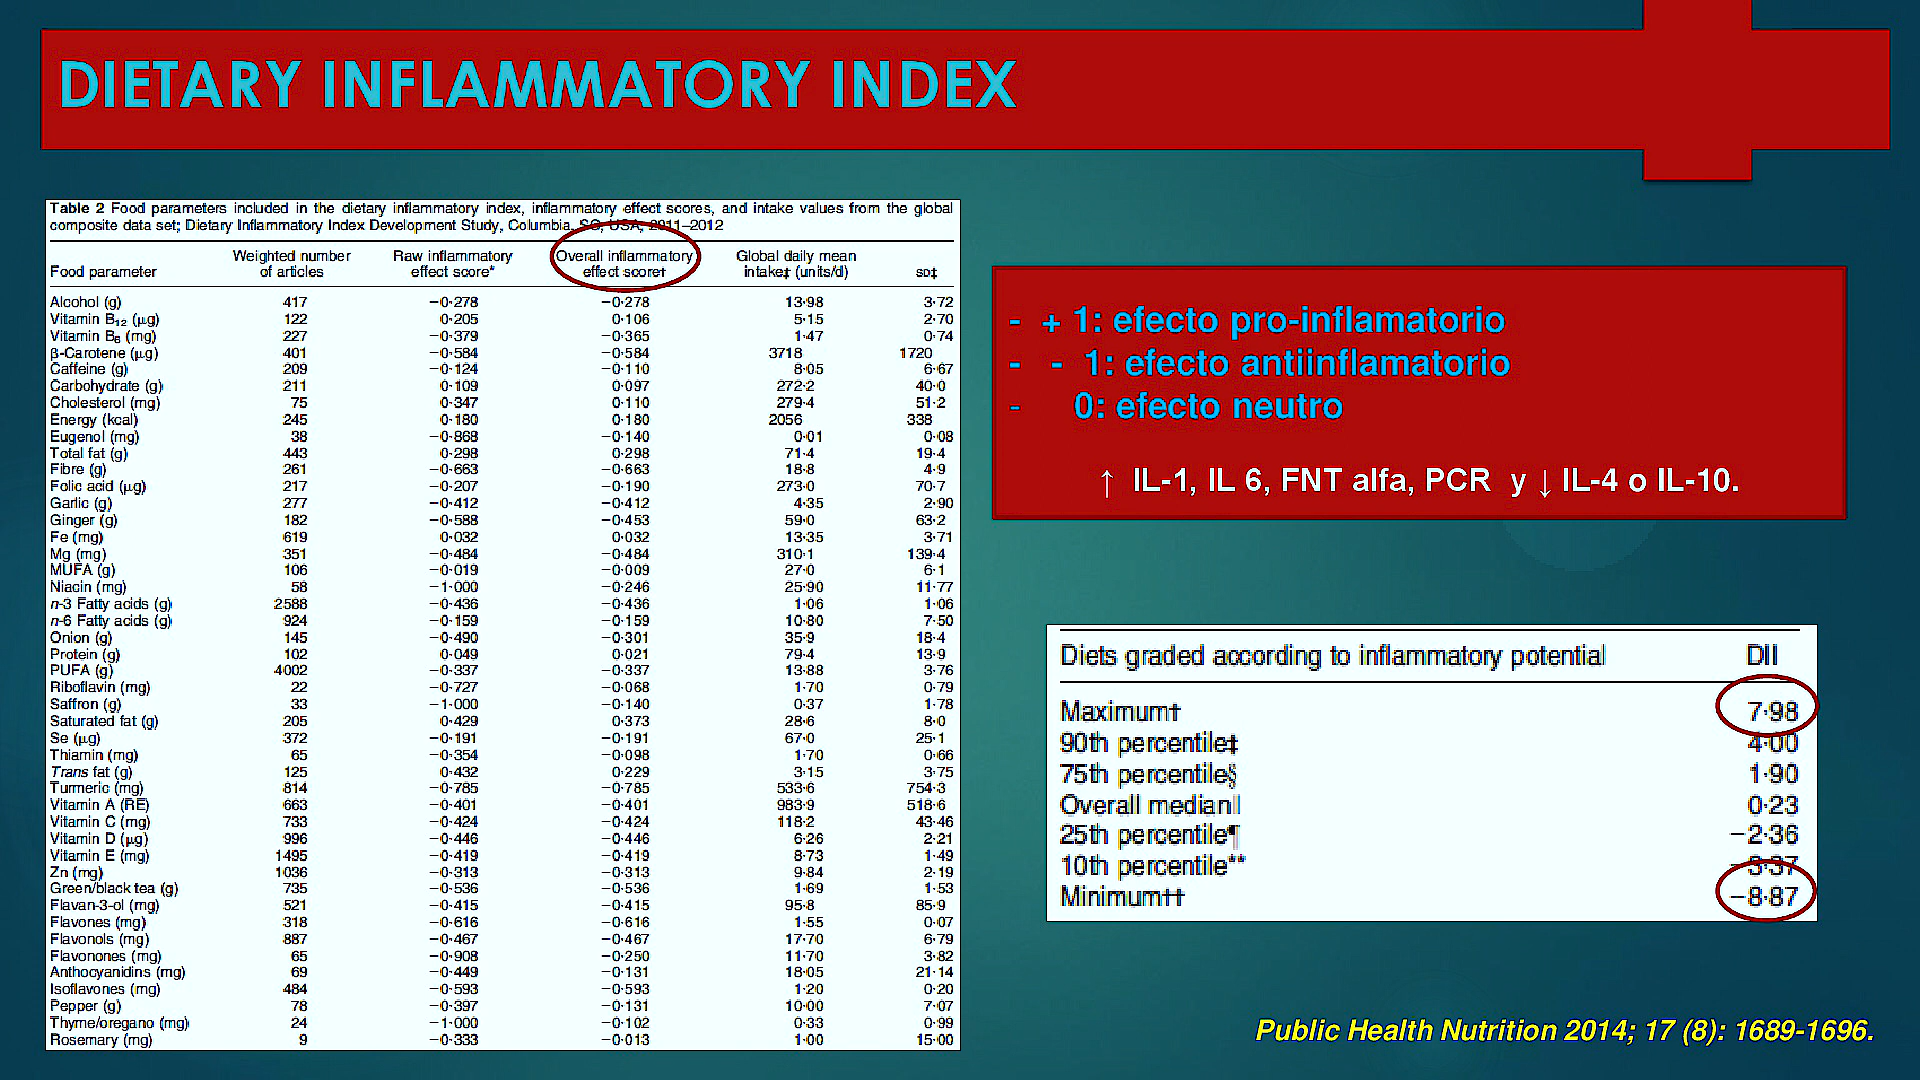 DIETARY INFLAMMATORY INDEX
Table 2 Food parameters included in the dietary inflammatory index, inflammatory effect scores, and intake values from the global
composite data set; Dietary Inflammatory Index Development Study, Columbia, SC, USA, 2011–2012
Weighted number Raw inflammatory Overall inflammatory Global daily mean
Food parameter of articles effect score* effect score† intake‡ (units/d) SD‡
Alcohol (g) 417 −0·278 −0·278 13·98 3·72
Vitamin B12 (μg) 122 0·205 0·106 5·15 2·70
Vitamin B6 (mg) 227 −0·379 −0·365 1·47 0·74
β-Carotene (μg) 401 −0·584 −0·584 3718 1720
Caffeine (g) 209 −0·124 −0·110 8·05 6·67
Carbohydrate (g) 211 0·109 0·097 272·2 40·0
Cholesterol (mg) 75 0·347 0·110 279·4 51·2
Energy (kcal) 245 0·180 0·180 2056 338
Eugenol (mg) 38 −0·868 −0·140 0·01 0·08
Total fat (g) 443 0·298 0·298 71·4 19·4
Fibre (g) 261 −0·663 −0·663 18·8 4·9
Folic acid (μg) 217 −0·207 −0·190 273·0 70·7
Garlic (g) 277 −0·412 −0·412 4·35 2·90
Ginger (g) 182 −0·588 −0·453 59·0 63·2
Fe (mg) 619 0·032 0·032 13·35 3·71
Mg (mg) 351 −0·484 −0·484 310·1 139·4
MUFA (g) 106 −0·019 −0·009 27·0 6·1
Niacin (mg) 58 −1·000 −0·246 25·90 11·77
n-3 Fatty acids (g) 2588 −0·436 −0·436 1·06 1·06
n-6 Fatty acids (g) 924 −0·159 −0·159 10·80 7·50
Onion (g) 145 −0·490 −0·301 35·9 18·4
Protein (g) 102 0·049 0·021 79·4 13·9
PUFA (g) 4002 −0·337 −0·337 13·88 3·76
Riboflavin (mg) 22 −0·727 −0·068 1·70 0·79
Saffron (g) 33 −1·000 −0·140 0·37 1·78
Saturated fat (g) 205 0·429 0·373 28·6 8·0
Se (μg) 372 −0·191 −0·191 67·0 25·1
Thiamin (mg) 65 −0·354 −0·098 1·70 0·66
Trans fat (g) 125 0·432 0·229 3·15 3·75
Turmeric (mg) 814 −0·785 −0·785 533·6 754·3
Vitamin A (RE) 663 −0·401 −0·401 983·9 518·6
Vitamin C (mg) 733 −0·424 −0·424 118·2 43·46
Vitamin D (μg) 996 −0·446 −0·446 6·26 2·21
Vitamin E (mg) 1495 −0·419 −0·419 8·73 1·49
Zn (mg) 1036 −0·313 −0·313 9·84 2·19
Green/black tea (g) 735 −0·536 −0·536 1·69 1·53
Flavan-3-ol (mg) 521 −0·415 −0·415 95·8 85·9
Flavones (mg) 318 −0·616 −0·616 1·55 0·07
Flavonols (mg) 887 −0·467 −0·467 17·70 6·79
Flavonones (mg) 65 −0·908 −0·250 11·70 3·82
Anthocyanidins (mg) 69 −0·449 −0·131 18·05 21·14
Isoflavones (mg) 484 −0·593 −0·593 1·20 0·20
Pepper (g) 78 −0·397 −0·131 10·00 7·07
Thyme/oregano (mg) 24 −1·000 −0·102 0·33 0·99
Rosemary (mg) 9 −0·333 −0·013 1·00 15·00
- + 1: efecto pro-inflamatorio
- - 1: efecto antiinflamatorio
- 0: efecto neutro
↑ IL-1, IL 6, FNT alfa, PCR y ↓ IL-4 o IL-10.
Diets graded according to inflammatory potential DII
Maximum† 7·98
90th percentile‡ 4·00
75th percentile§ 1·90
Overall median|| 0·23
25th percentile¶ −2·36
10th percentile** −3·37
Minimum†† −8·87
Public Health Nutrition 2014; 17 (8): 1689-1696.